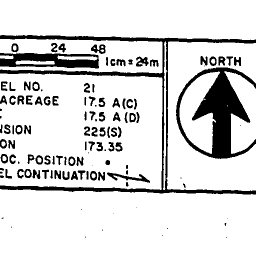 0 24 48
1cm = 24m
NORTH
EL NO. 21
ACREAGE 17.5 A(C)
17.5 A(D)
NSION 225(S)
ON 173.35
OC. POSITION
EL CONTINUATION